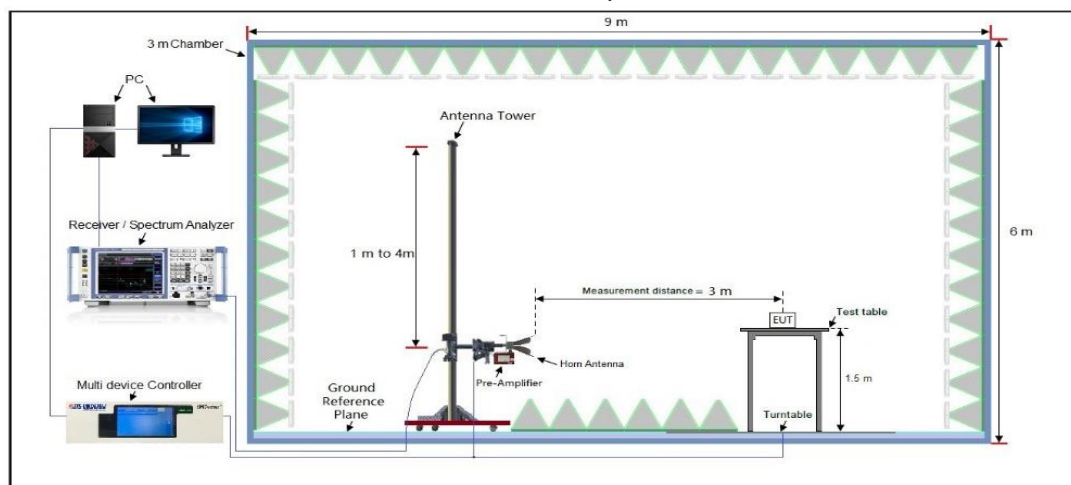 9 m
3 m Chamber
PC
Antenna Tower
Receiver / Spectrum Analyzer
1 m to 4m
6 m
Measurement distance = 3 m
EUT
Test table
Horn Antenna
Pre-Amplifier
1.5 m
Multi device Controller
Ground
Reference
Plane
Turntable